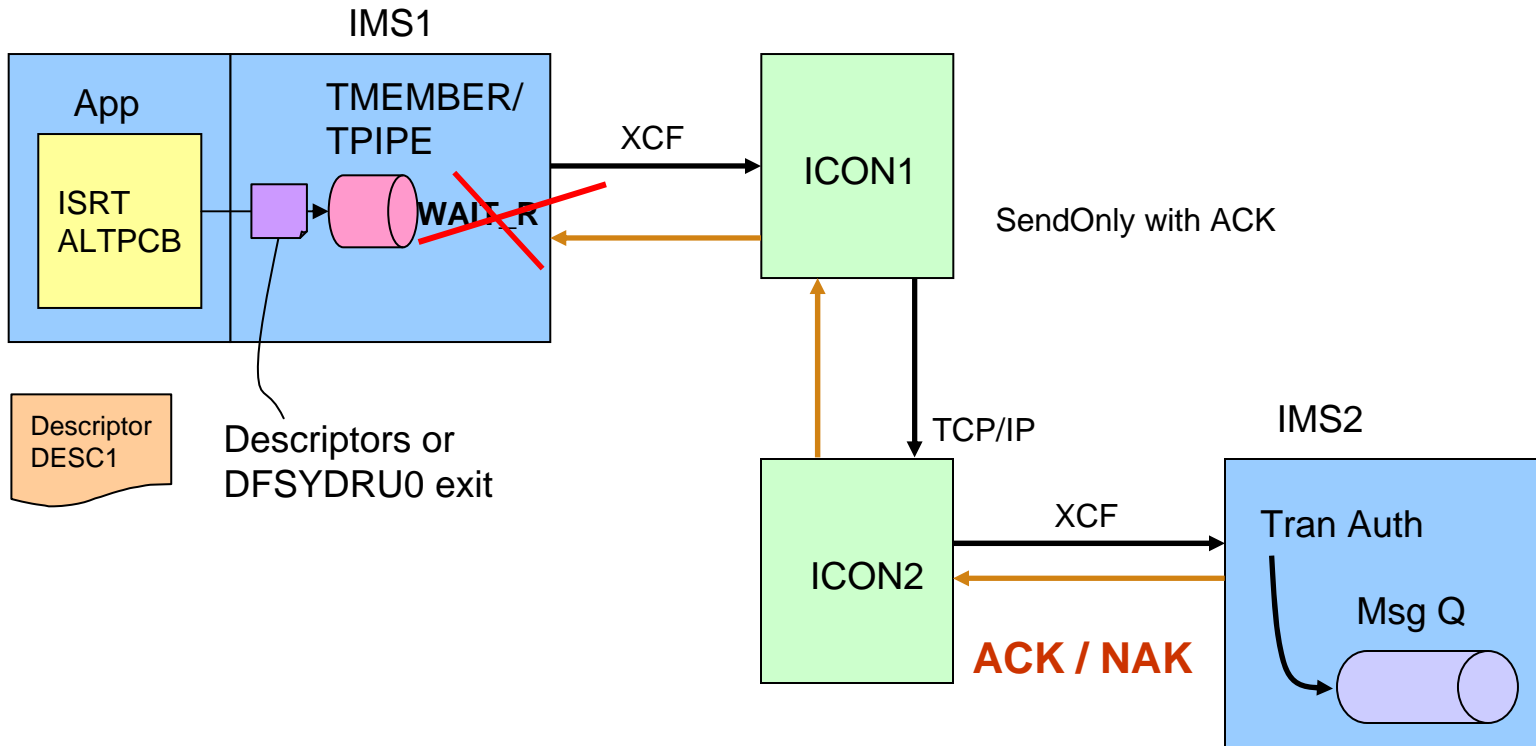 IMS1
App
TMEMBER/
TPIPE
XCF
ICON1
ISRT
ALTPCB
WAIT_R
SendOnly with ACK
Descriptor
DESC1
Descriptors or
DFSYDRU0 exit
TCP/IP
IMS2
XCF
Tran Auth
ICON2
Msg Q
ACK / NAK